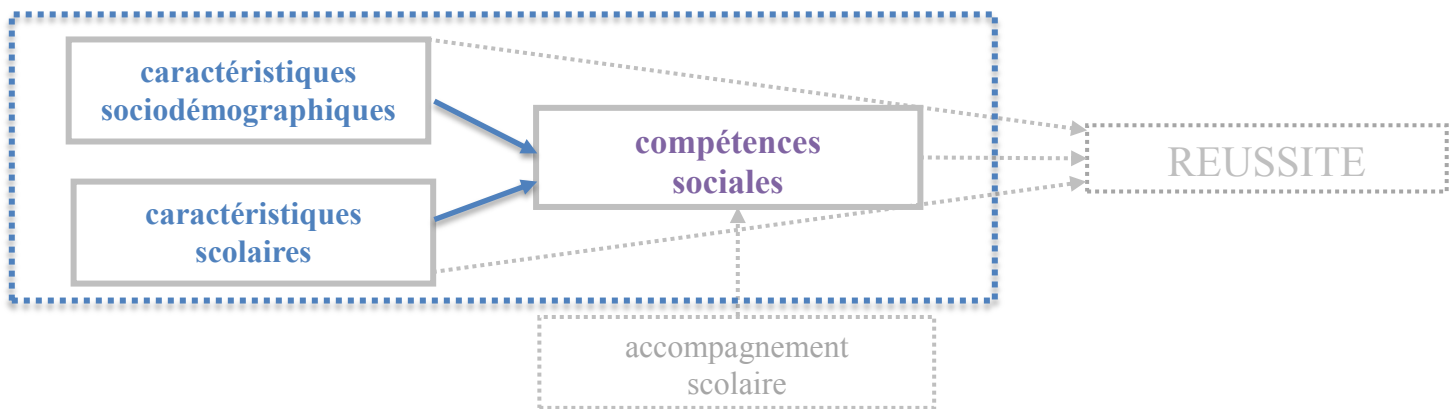 caractéristiques
sociodémographiques
compétences
sociales
REUSSITE
caractéristiques
scolaires
accompagnement
scolaire